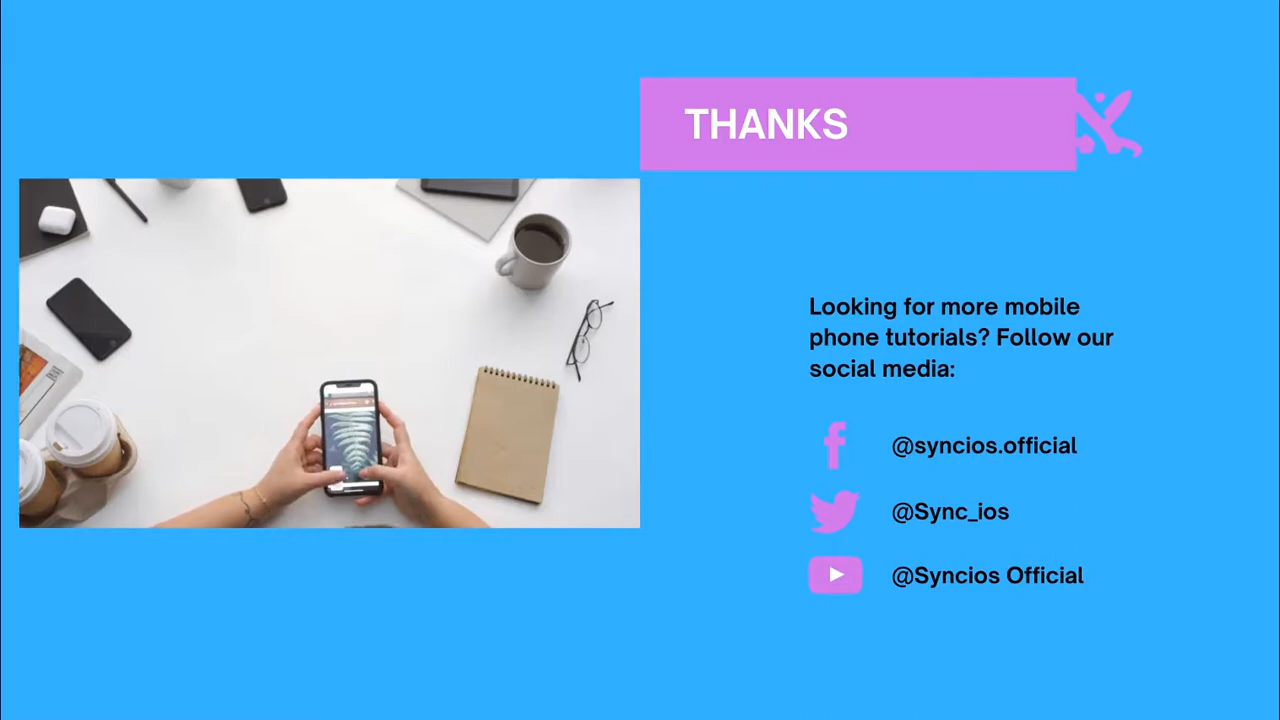 THANKS
Looking for more mobile
phone tutorials? Follow our
social media:
@syncios.official
@Sync_ios
@Syncios Official